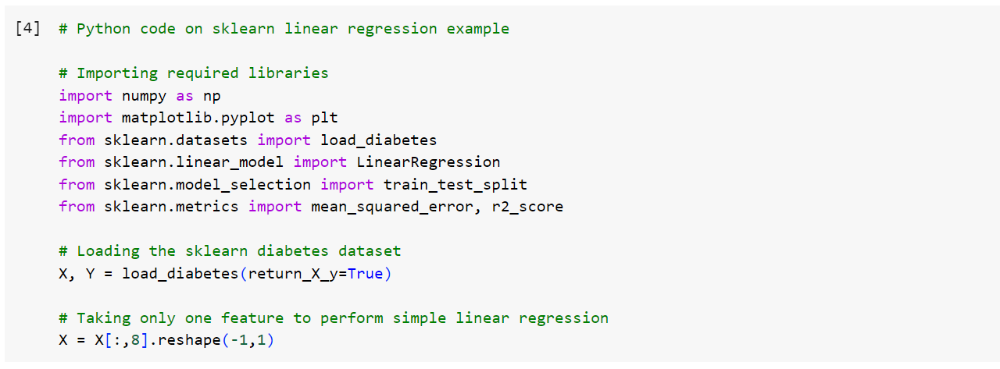 [4] # Python code on sklearn linear regression example
# Importing required libraries
import numpy as np
import matplotlib.pyplot as plt
from sklearn.datasets import load_diabetes
from sklearn.linear_model import LinearRegression
from sklearn.model_selection import train_test_split
from sklearn.metrics import mean_squared_error, r2_score
# Loading the sklearn diabetes dataset
X, Y = load_diabetes(return_X_y=True)
# Taking only one feature to perform simple linear regression
X = X[:,8].reshape(-1,1)